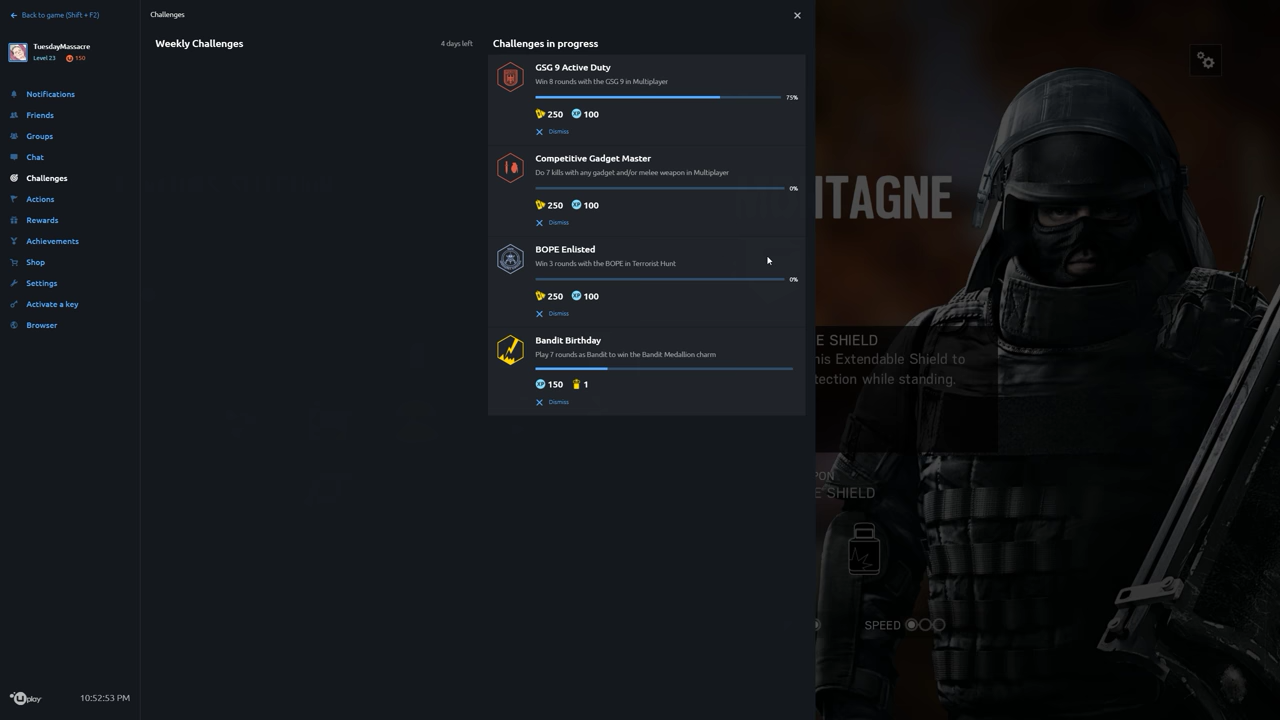 Back to game (Shift + F2)
TuesdayMassacre
Level 23
150
Notifications
Friends
Groups
Chat
Challenges
Actions
Rewards
Achievements
Shop
Settings
Activate a key
Browser
uplay
10:52:53 PM
Challenges
Weekly Challenges
4 days left
Challenges in progress
GSG 9 Active Duty
Win 8 rounds with the GSG 9 in Multiplayer
75%
250 XP 100
Dismiss
Competitive Gadget Master
Do 7 kills with any gadget and/or melee weapon in Multiplayer
0%
250 XP 100
Dismiss
BOPE Enlisted
Win 3 rounds with the BOPE in Terrorist Hunt
0%
250 XP 100
Dismiss
Bandit Birthday
Play 7 rounds as Bandit to win the Bandit Medallion charm
XP 150 1
Dismiss
NTAGNE
E SHIELD
his Extendable Shield to
tection while standing.
PON
E SHIELD
SPEED